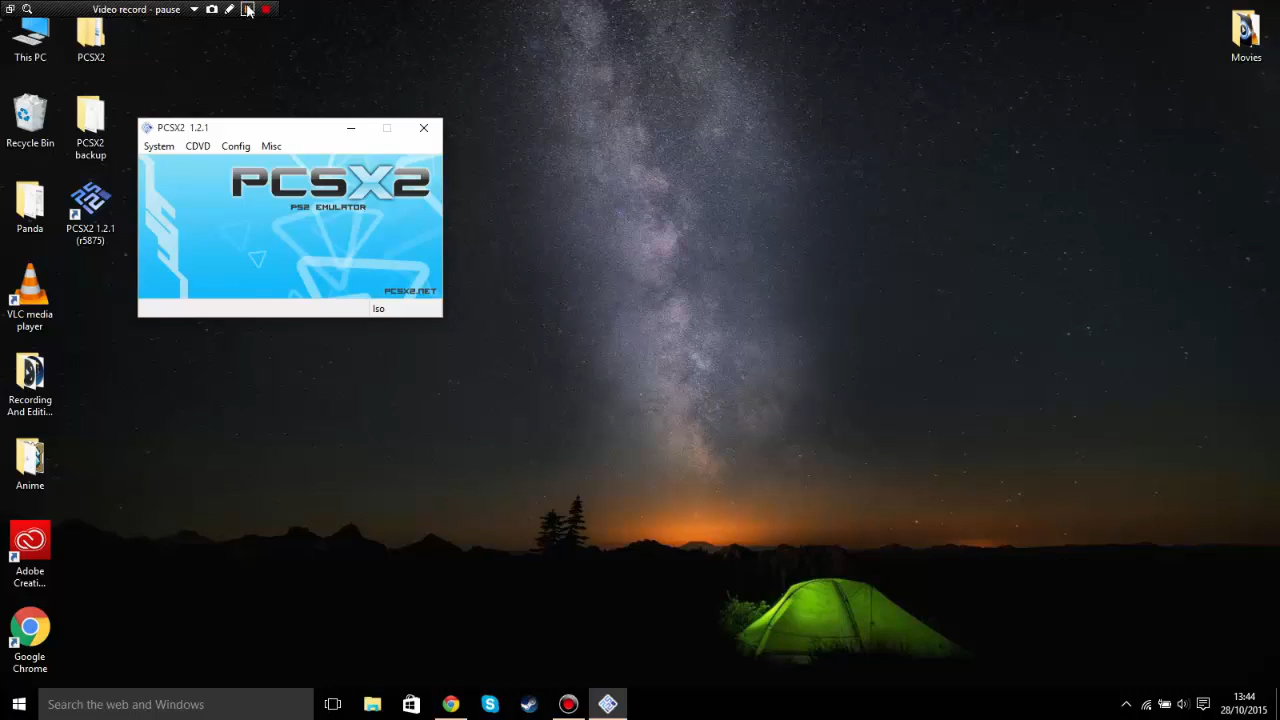 Video record - pause
This PC
PCSX2
Movies
Recycle Bin
PCSX2
backup
PCSX2 1.2.1
System CDVD Config Misc
PCSX2
PS2 EMULATOR
PCSX2.NET
Iso
Panda
PCSX2 1.2.1
(r5875)
VLC media
player
Recording
And Editi...
Anime
Adobe
Creati...
Google
Chrome
Search the web and Windows
13:44
28/10/2015